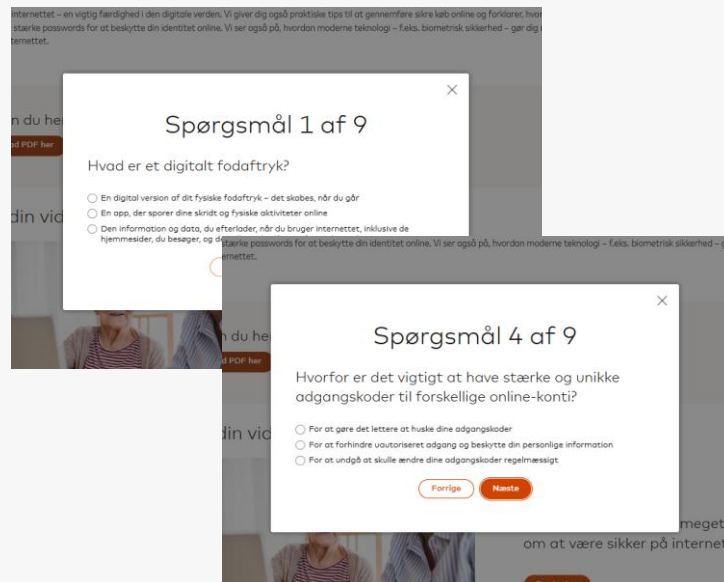 internettet – en vigtig færdighed i den digitale verden. Vi giver dig også praktiske tips til at gennemføre sikre køb online og forklarer, hvor
stærke passwords for at beskytte din identitet online. Vi ser også på, hvordan moderne teknologi – f.eks. biometrisk sikkerhed – gør dig
ternettet.
n du he
ad PDF her
din vid
Spørgsmål 1 af 9
Hvad er et digitalt fodaftryk?
En digital version af dit fysiske fodaftryk – det skabes, når du går
En app, der sporer dine skridt og fysiske aktiviteter online
Den information og data, du efterlader, når du bruger internettet, inklusive de
hjemmesider, du besøger, og d
stærke passwords for at beskytte din identitet online. Vi ser også på, hvordan moderne teknologi – f.eks. biometrisk sikkerhed – g
ernettet.
n du he
d PDF her
din vid
Spørgsmål 4 af 9
Hvorfor er det vigtigt at have stærke og unikke
adgangskoder til forskellige online-konti?
For at gøre det lettere at huske dine adgangskoder
For at forhindre uautoriseret adgang og beskytte din personlige information
For at undgå at skulle ændre dine adgangskoder regelmæssigt
Forrige Næste
meget
om at være sikker på internet